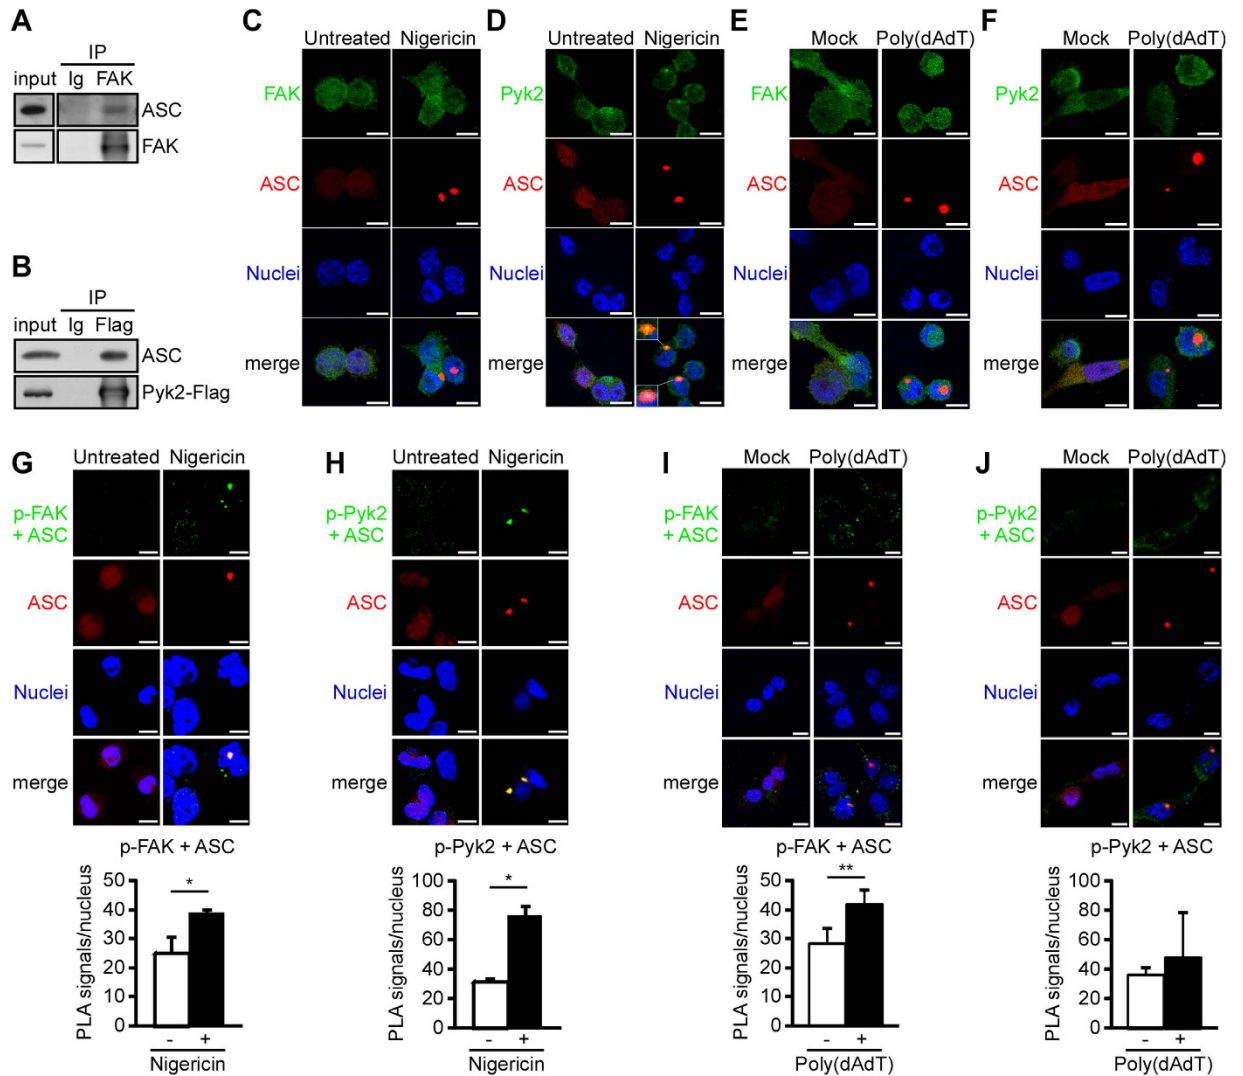 A
IP
input Ig FAK
ASC
FAK
B
IP
input Ig Flag
ASC
Pyk2-Flag
C
Untreated Nigericin
FAK
ASC
Nuclei
merge
D
Untreated Nigericin
Pyk2
ASC
Nuclei
merge
E
Mock Poly(dAdT)
FAK
ASC
Nuclei
merge
F
Mock Poly(dAdT)
Pyk2
ASC
Nuclei
merge
G
Untreated Nigericin
p-FAK
+ ASC
ASC
Nuclei
merge
p-FAK + ASC
PLA signals/nucleus
50
40
30
20
10
0
*
- +
Nigericin
H
Untreated Nigericin
p-Pyk2
+ ASC
ASC
Nuclei
merge
p-Pyk2 + ASC
PLA signals/nucleus
100
80
60
40
20
0
*
- +
Nigericin
I
Mock Poly(dAdT)
p-FAK
+ ASC
ASC
Nuclei
merge
p-FAK + ASC
PLA signals/nucleus
50
40
30
20
10
0
**
- +
Poly(dAdT)
J
Mock Poly(dAdT)
p-Pyk2
+ ASC
ASC
Nuclei
merge
p-Pyk2 + ASC
PLA signals/nucleus
100
80
60
40
20
0
- +
Poly(dAdT)